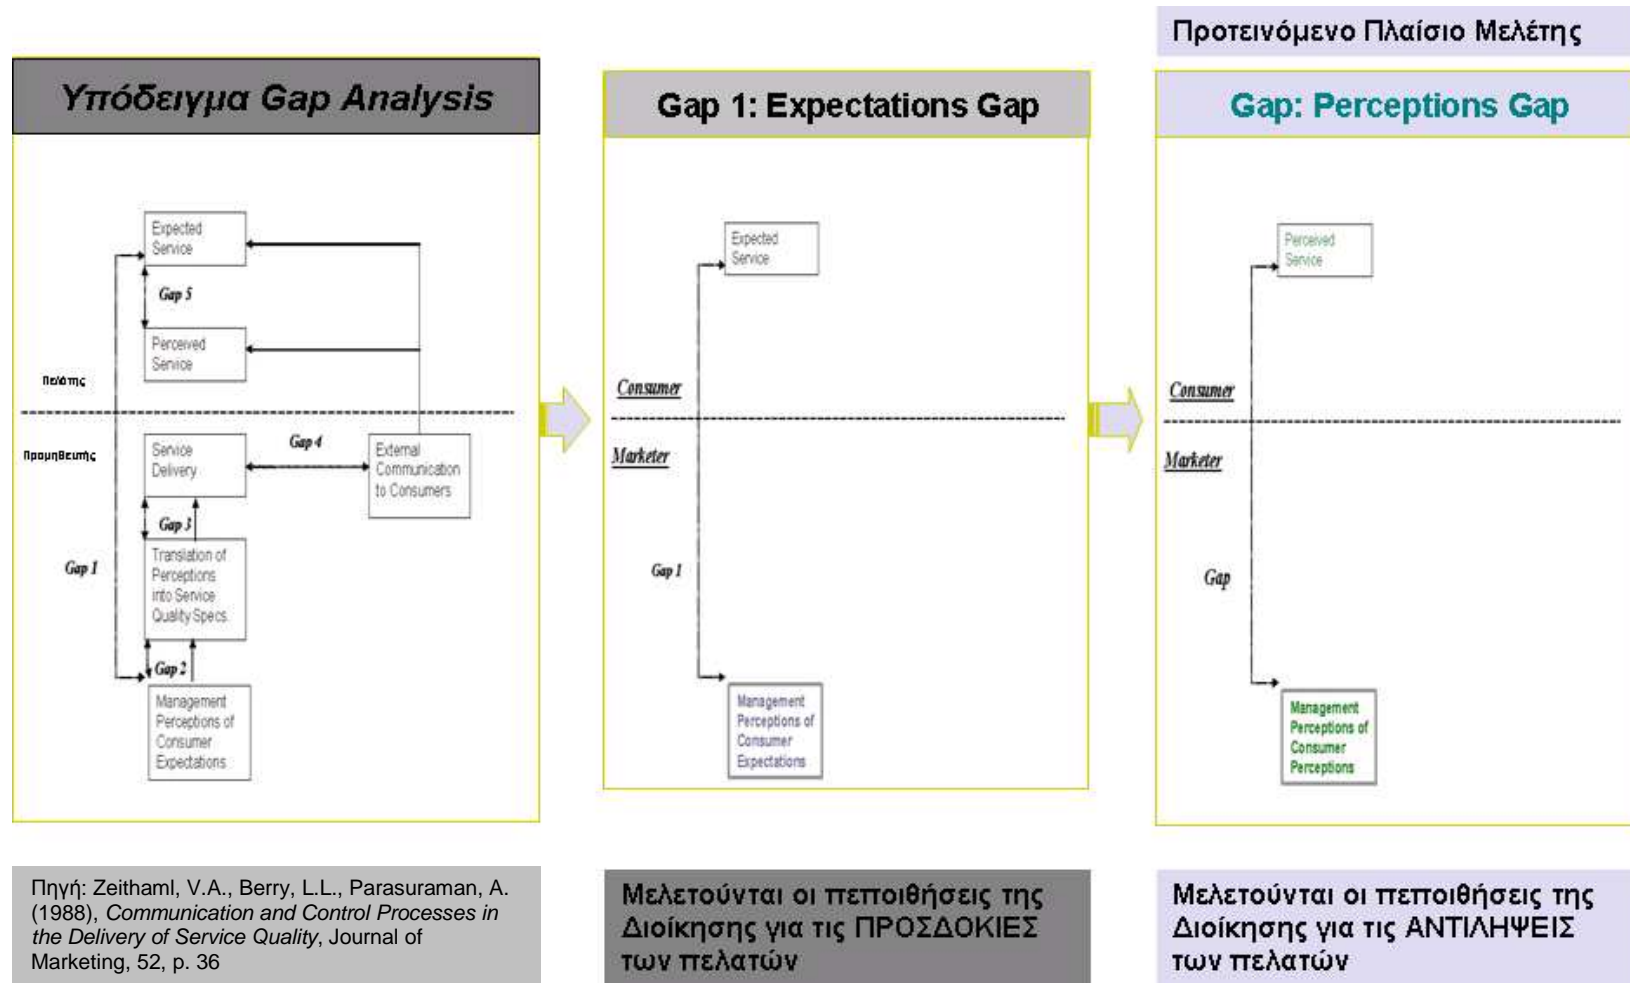 Προτεινόμενο Πλαίσιο Μελέτης
Υπόδειγμα Gap Analysis
Expected
Service
Gap 5
Perceived
Service
Πελάτης
Προμηθευτής
Service
Delivery
Gap 4
External
Communication
to Consumers
Gap 3
Translation of
Perceptions
into Service
Quality Specs.
Gap 1
Gap 2
Management
Perceptions of
Consumer
Expectations
Πηγή: Zeithaml, V.A., Berry, L.L., Parasuraman, A.
(1988), Communication and Control Processes in
the Delivery of Service Quality, Journal of
Marketing, 52, p. 36
Gap 1: Expectations Gap
Expected
Service
Consumer
Marketer
Gap 1
Management
Perceptions of
Consumer
Expectations
Μελετούνται οι πεποιθήσεις της
Διοίκησης για τις ΠΡΟΣΔΟΚΙΕΣ
των πελατών
Gap: Perceptions Gap
Perceived
Service
Consumer
Marketer
Gap
Management
Perceptions of
Consumer
Perceptions
Μελετούνται οι πεποιθήσεις της
Διοίκησης για τις ΑΝΤΙΛΗΨΕΙΣ
των πελατών